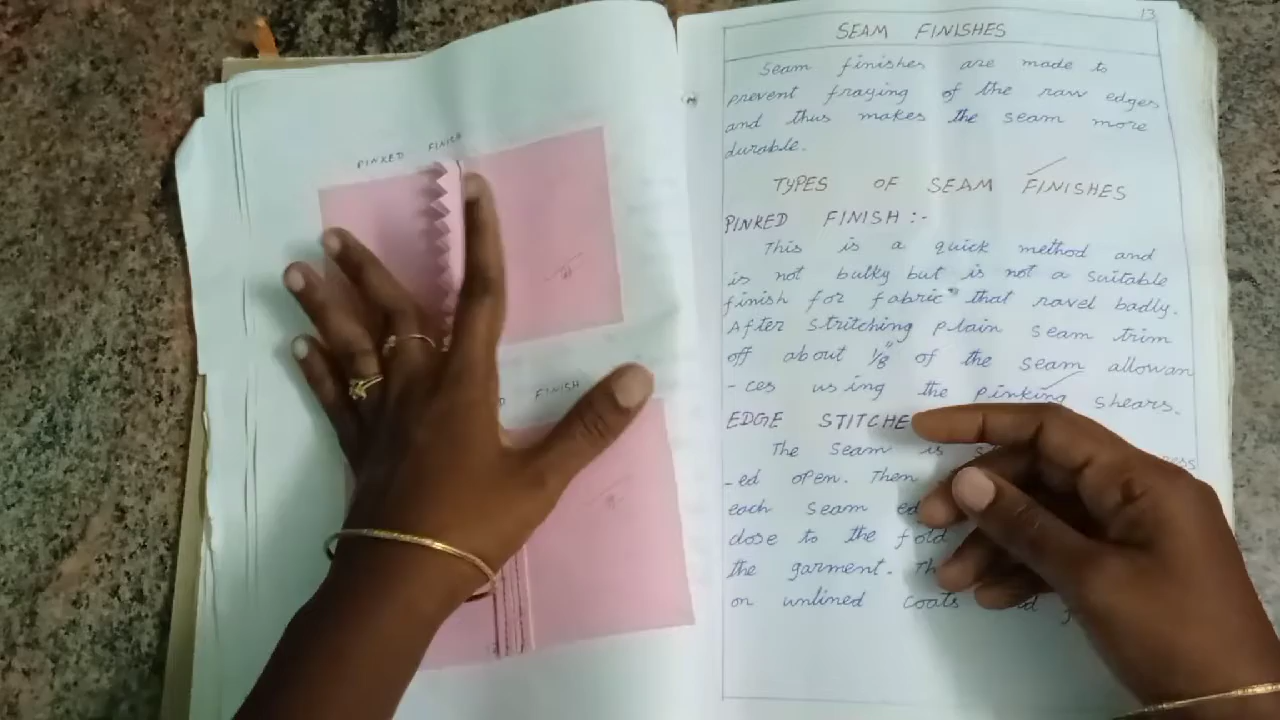 PINKED FINISH
FINISH
13
SEAM FINISHES
Seam finishes are made to
prevent fraying of the raw edges
and thus makes the seam more
durable.
TYPES OF SEAM FINISHES
PINKED FINISH :-
This is a quick method and
is not bulky but is not a suitable
finish for fabric that ravel badly.
After stritching plain seam trim
off about 1/8" of the seam allowan
- ces using the pinking shears.
EDGE STITCHE
The seam is
-ed open. Then
each seam ed
close to the fold
the garment. Th
on unlined coats